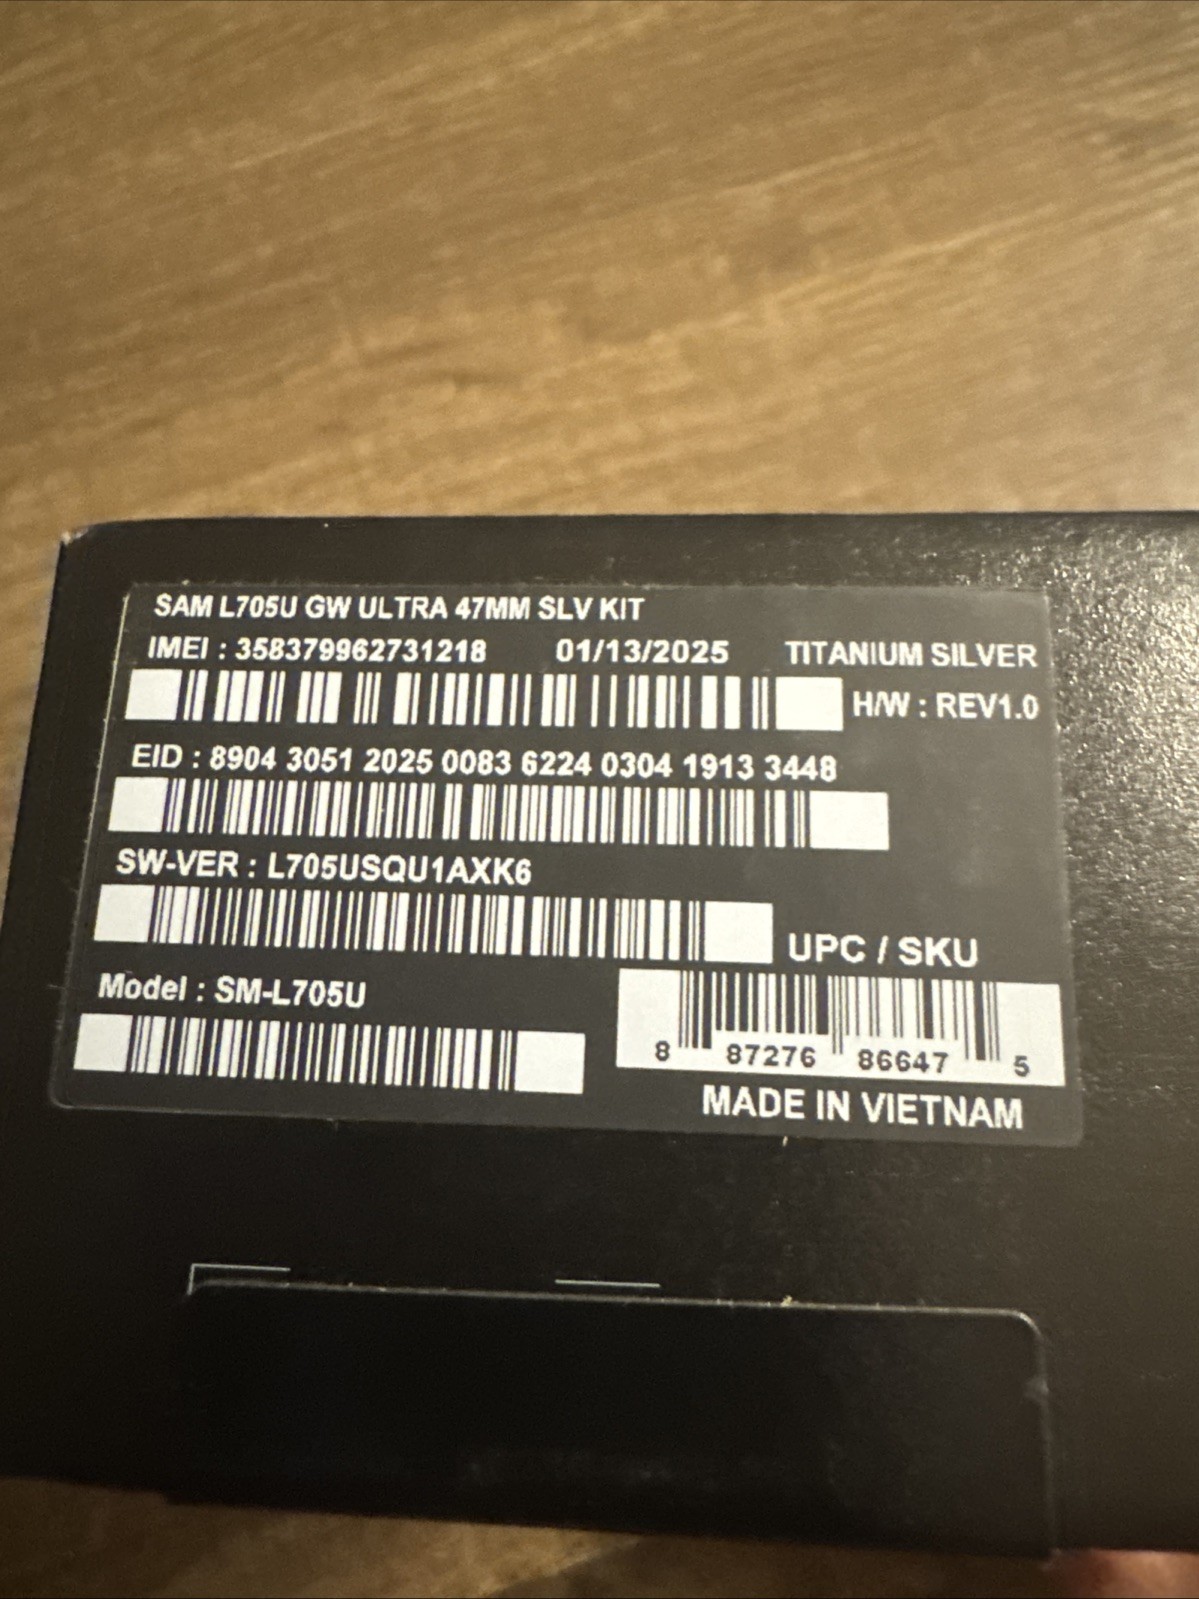 SAM L705U GW ULTRA 47MM SLV KIT
IMEI : 358379962731218 01/13/2025 TITANIUM SILVER
H/W : REV1.0
EID : 8904 3051 2025 0083 6224 0304 1913 3448
SW-VER : L705USQU1AXK6
UPC / SKU
Model : SM-L705U
8 87276 86647 5
MADE IN VIETNAM